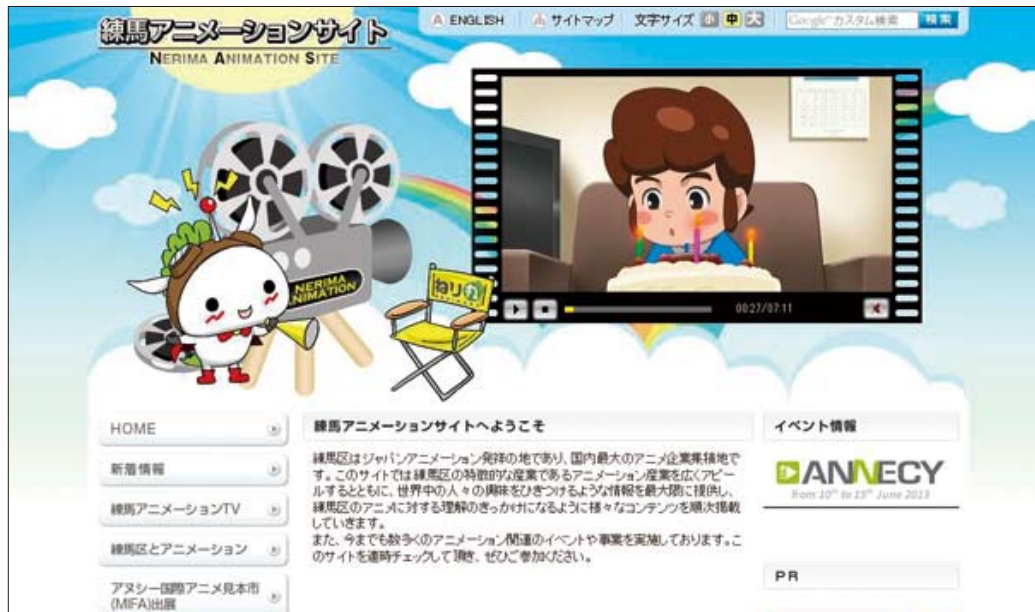 練馬アニメーションサイト
NERIMA ANIMATION SITE
ENGLISH
サイトマップ
文字サイズ 小 中 大
Google カスタム検索
検索
NERIMA
ANIMATION
00:27/07:11
HOME
新着情報
練馬アニメーションTV
練馬区とアニメーション
アヌシー国際アニメ見本市
(MIFA)出展
練馬アニメーションサイトへようこそ
練馬区はジャパンアニメーション発祥の地であり、国内最大のアニメ企業集積地で
す。このサイトでは練馬区の特徴的な産業であるアニメーション産業を広くアピー
ルするとともに、世界中の人々の興味をひきつけるような情報を最大限に提供し、
練馬区のアニメに対する理解のきっかけになるように様々なコンテンツを順次掲載
していきます。
また、今までも数多くのアニメーション関連のイベントや事業を実施しております。こ
のサイトを適時チェックして頂き、ぜひご参加ください。
イベント情報
ANNECY
from 10th to 15th June 2013
PR